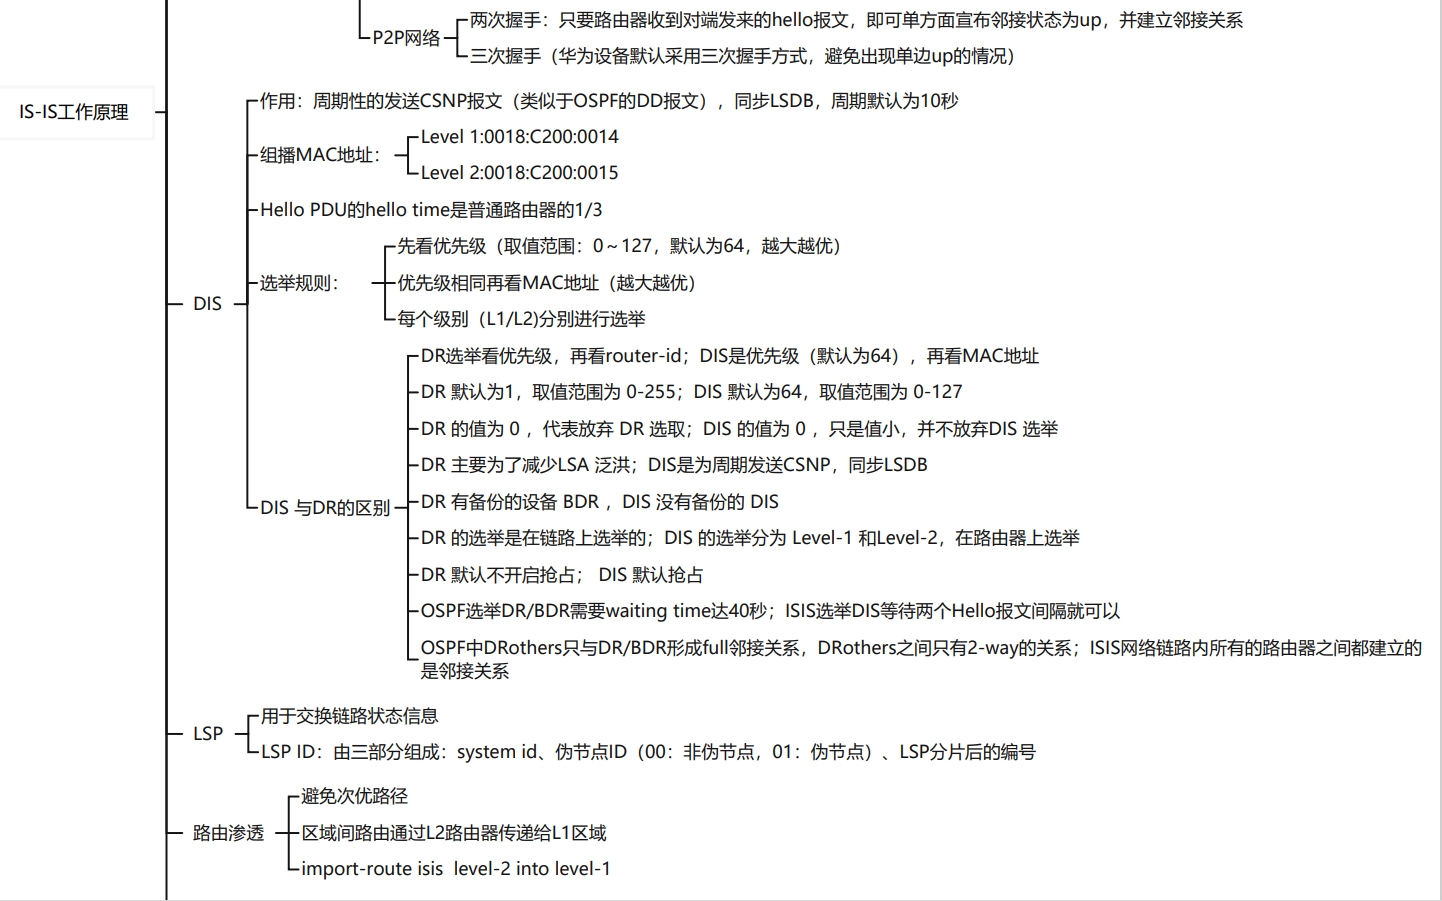 P2P网络
两次握手：只要路由器收到对端发来的hello报文，即可单方面宣布邻接状态为up，并建立邻接关系
三次握手（华为设备默认采用三次握手方式，避免出现单边up的情况）
IS-IS工作原理
DIS
作用：周期性的发送CSNP报文（类似于OSPF的DD报文），同步LSDB，周期默认为10秒
组播MAC地址：
Level 1:0018:C200:0014
Level 2:0018:C200:0015
Hello PDU的hello time是普通路由器的1/3
选举规则：
先看优先级（取值范围：0～127，默认为64，越大越优）
优先级相同再看MAC地址（越大越优）
每个级别（L1/L2)分别进行选举
DIS 与DR的区别
DR选举看优先级，再看router-id；DIS是优先级（默认为64），再看MAC地址
DR 默认为1，取值范围为 0-255；DIS 默认为64，取值范围为 0-127
DR 的值为 0 ，代表放弃 DR 选取；DIS 的值为 0 ，只是值小，并不放弃DIS 选举
DR 主要为了减少LSA 泛洪；DIS是为周期发送CSNP，同步LSDB
DR 有备份的设备 BDR ，DIS 没有备份的 DIS
DR 的选举是在链路上选举的；DIS 的选举分为 Level-1 和Level-2，在路由器上选举
DR 默认不开启抢占； DIS 默认抢占
OSPF选举DR/BDR需要waiting time达40秒；ISIS选举DIS等待两个Hello报文间隔就可以
OSPF中DRothers只与DR/BDR形成full邻接关系，DRothers之间只有2-way的关系；ISIS网络链路内所有的路由器之间都建立的
是邻接关系
LSP
用于交换链路状态信息
LSP ID：由三部分组成：system id、伪节点ID（00：非伪节点，01：伪节点）、LSP分片后的编号
路由渗透
避免次优路径
区域间路由通过L2路由器传递给L1区域
import-route isis  level-2 into level-1